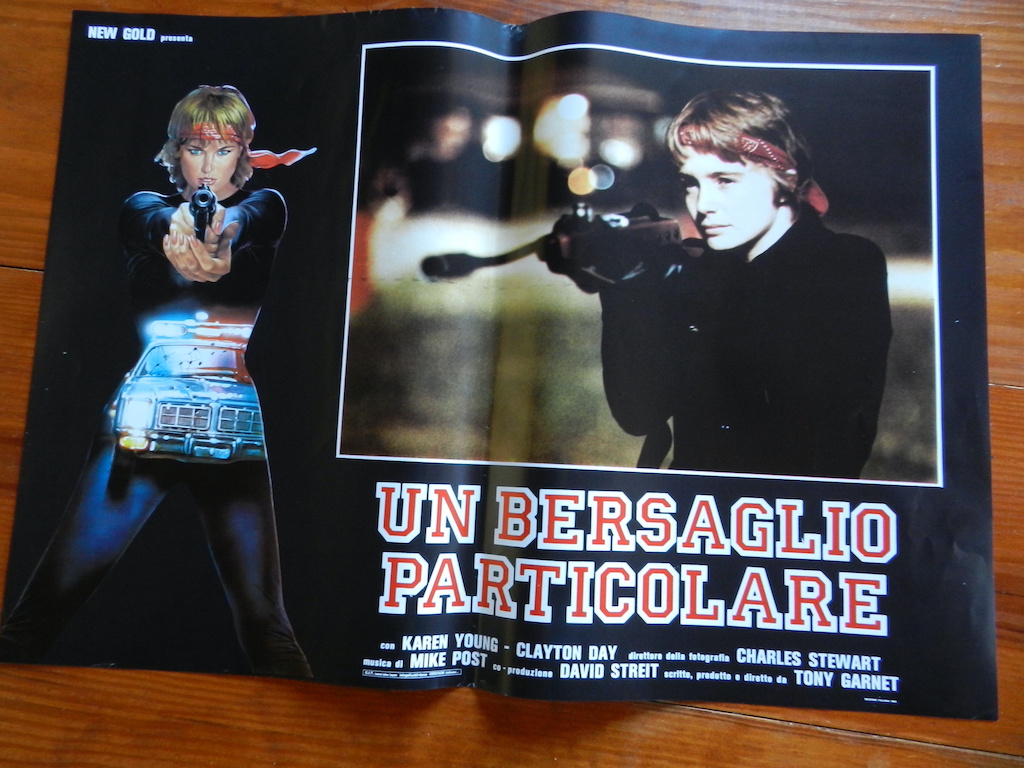 NEW GOLD presenta
UN BERSAGLIO
PARTICOLARE
con KAREN YOUNG - CLAYTON DAY direttore della fotografia CHARLES STEWART
musica di MIKE POST co-produzione DAVID STREIT scritto, prodotto e diretto da TONY GARNET